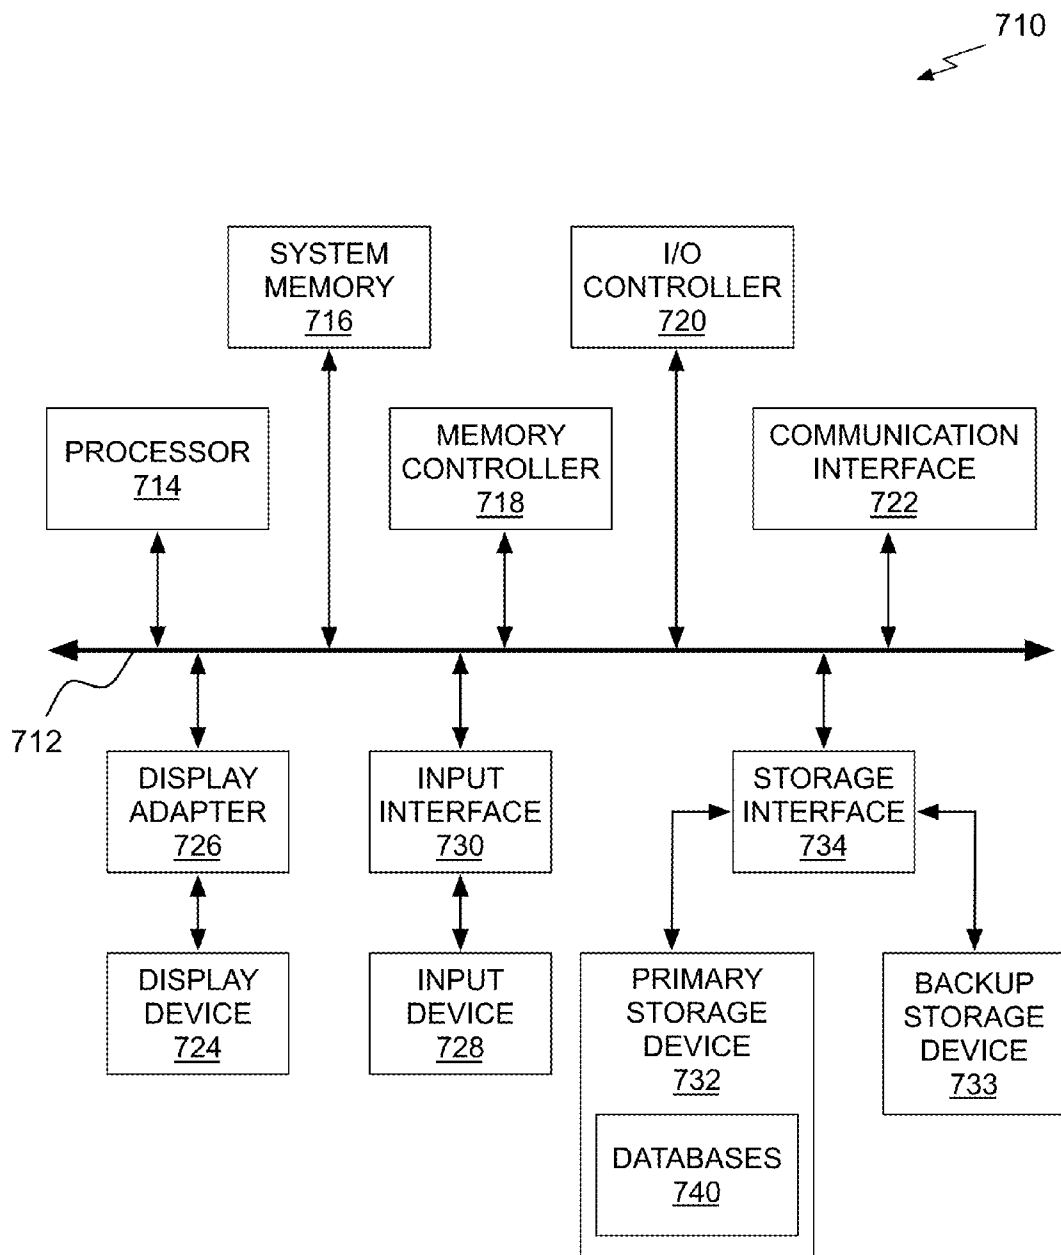 710
SYSTEM
MEMORY
716
I/O
CONTROLLER
720
PROCESSOR
714
MEMORY
CONTROLLER
718
COMMUNICATION
INTERFACE
722
712
DISPLAY
ADAPTER
726
INPUT
INTERFACE
730
STORAGE
INTERFACE
734
DISPLAY
DEVICE
724
INPUT
DEVICE
728
PRIMARY
STORAGE
DEVICE
732
DATABASES
740
BACKUP
STORAGE
DEVICE
733